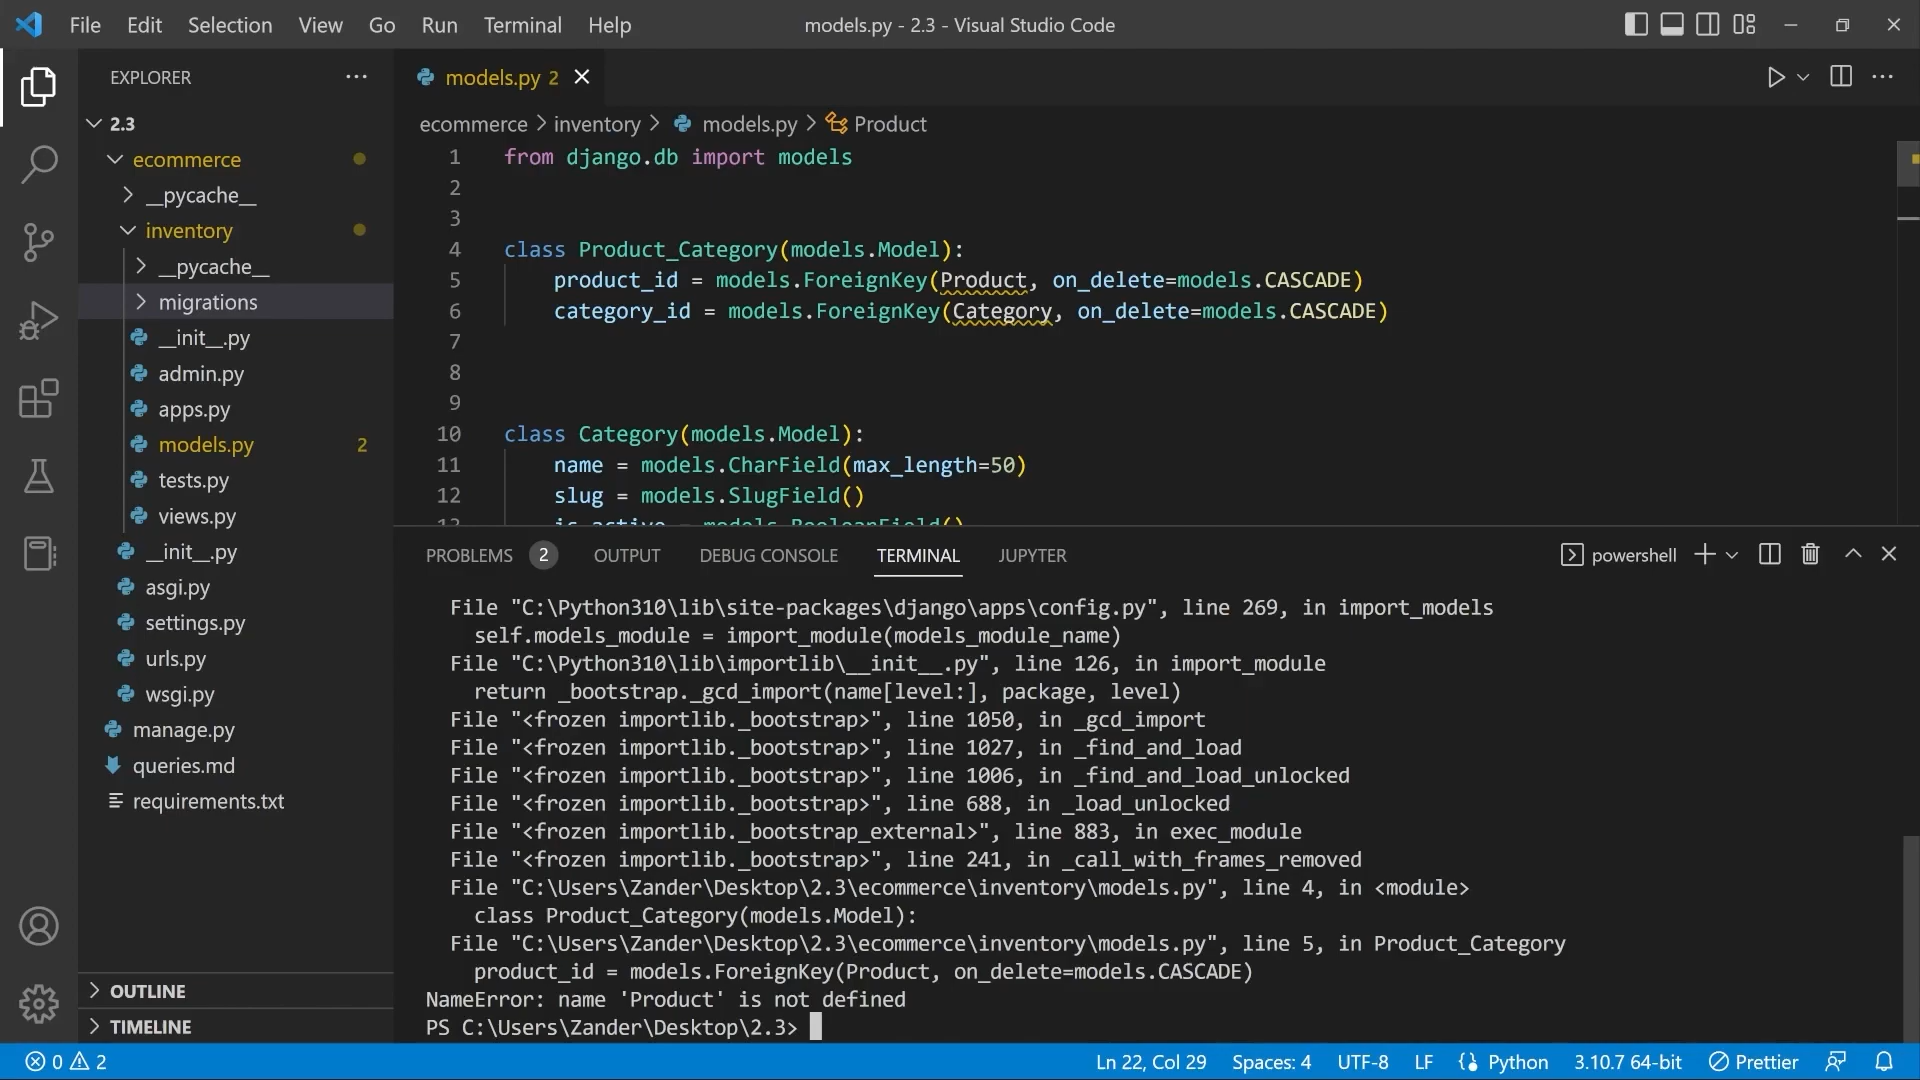 File Edit Selection View Go Run Terminal Help models.py - 2.3 - Visual Studio Code
EXPLORER
2.3
ecommerce
__pycache__
inventory
__pycache__
migrations
__init__.py
admin.py
apps.py
models.py 2
tests.py
views.py
__init__.py
asgi.py
settings.py
urls.py
wsgi.py
manage.py
queries.md
requirements.txt
OUTLINE
TIMELINE
models.py 2
ecommerce > inventory > models.py > Product
1 from django.db import models
2
3
4 class Product_Category(models.Model):
5 product_id = models.ForeignKey(Product, on_delete=models.CASCADE)
6 category_id = models.ForeignKey(Category, on_delete=models.CASCADE)
7
8
9
10 class Category(models.Model):
11 name = models.CharField(max_length=50)
12 slug = models.SlugField()
13 is_active = models.BooleanField()
PROBLEMS 2 OUTPUT DEBUG CONSOLE TERMINAL JUPYTER powershell
File "C:\Python310\lib\site-packages\django\apps\config.py", line 269, in import_models
self.models_module = import_module(models_module_name)
File "C:\Python310\lib\importlib\__init__.py", line 126, in import_module
return _bootstrap._gcd_import(name[level:], package, level)
File "<frozen importlib._bootstrap>", line 1050, in _gcd_import
File "<frozen importlib._bootstrap>", line 1027, in _find_and_load
File "<frozen importlib._bootstrap>", line 1006, in _find_and_load_unlocked
File "<frozen importlib._bootstrap>", line 688, in _load_unlocked
File "<frozen importlib._bootstrap_external>", line 883, in exec_module
File "<frozen importlib._bootstrap>", line 241, in _call_with_frames_removed
File "C:\Users\Zander\Desktop\2.3\ecommerce\inventory\models.py", line 4, in <module>
class Product_Category(models.Model):
File "C:\Users\Zander\Desktop\2.3\ecommerce\inventory\models.py", line 5, in Product_Category
product_id = models.ForeignKey(Product, on_delete=models.CASCADE)
NameError: name 'Product' is not defined
PS C:\Users\Zander\Desktop\2.3>
0 2 Ln 22, Col 29 Spaces: 4 UTF-8 LF Python 3.10.7 64-bit Prettier